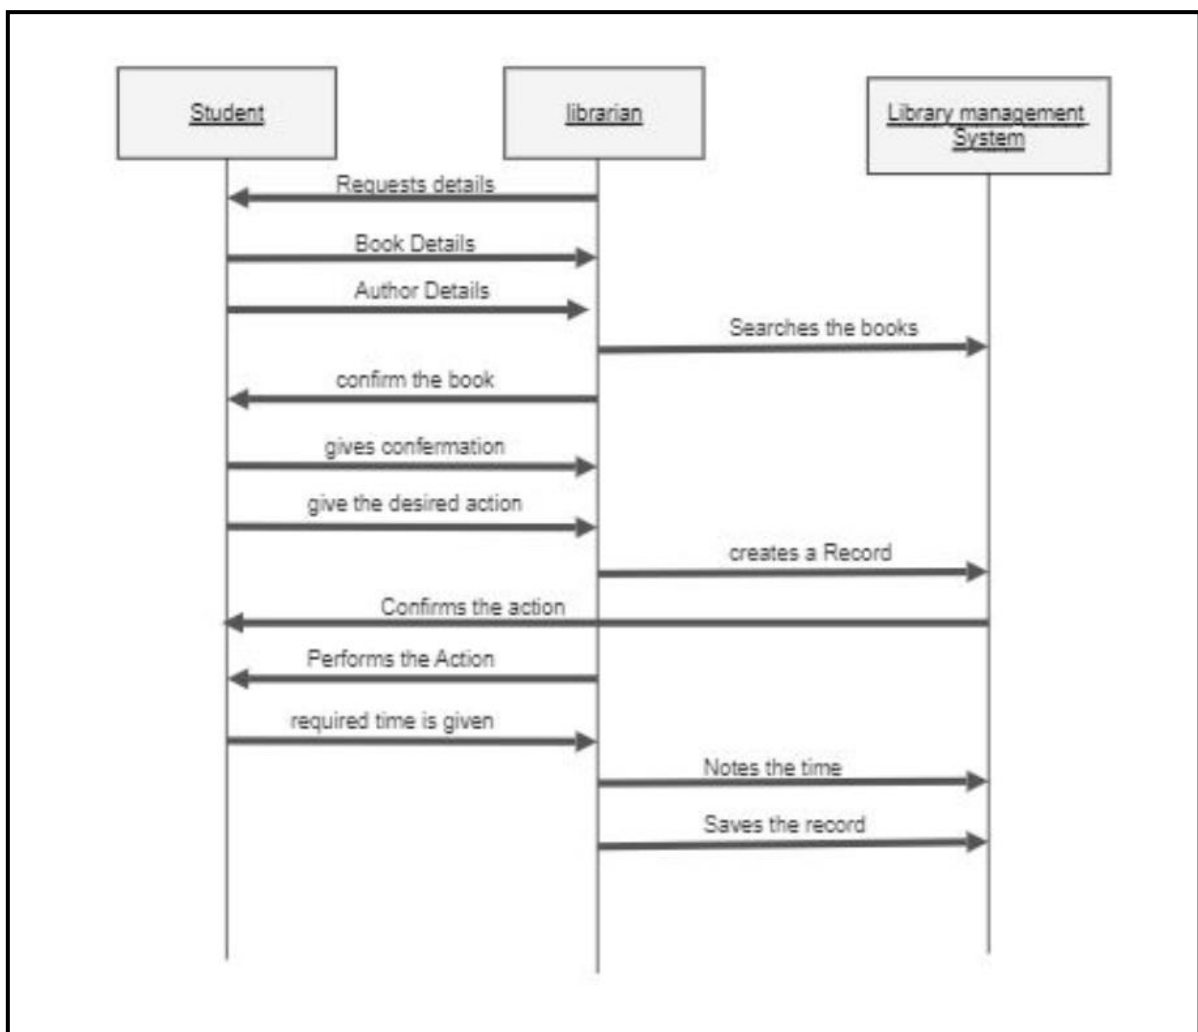 Student
librarian
Library management
System
Requests details
Book Details
Author Details
Searches the books
confirm the book
gives confermation
give the desired action
creates a Record
Confirms the action
Performs the Action
required time is given
Notes the time
Saves the record